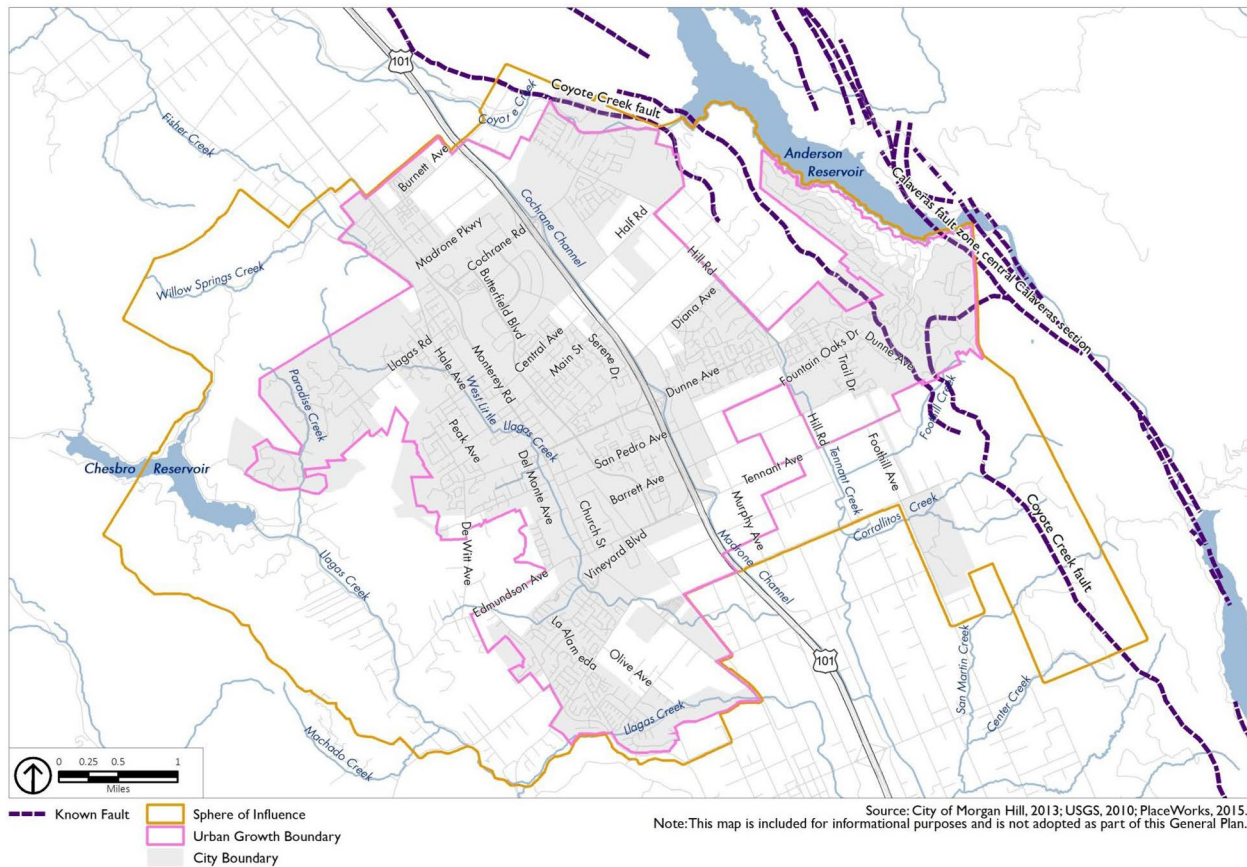 101
Coyote Creek fault
Coyote Creek
Fisher Creek
Anderson
Reservoir
Burnett Ave
Cochrane Channel
Calaveras fault zone, central Calaveras section
Half Rd
Madrone Pkwy
Cochrane Rd
Hill Rd
Willow Springs Creek
Butterfield Blvd
Diana Ave
Central Ave
Main St
Serene Dr
Llagas Rd
Hale Ave
Monterey Rd
Fountain Oaks Dr
Dunne Ave
Trail Dr
Dunne Ave
Paradise Creek
West Little
Llagas Creek
Foothill Creek
Peak Ave
Hill Rd
San Pedro Ave
Foothill Ave
Chesbro Reservoir
Del Monte Ave
Tennant Ave
Tennant Creek
Barrett Ave
Murphy Ave
Corrallitos Creek
Church St
De Witt Ave
Vineyard Blvd
Madrone Channel
Coyote Creek fault
Llagas Creek
Edmundson Ave
La Alameda
Olive Ave
101
San Martin Creek
Center Creek
Llagas Creek
Machado Creek
0 0.25 0.5 1
Miles
Known Fault
Sphere of Influence
Urban Growth Boundary
City Boundary
Source: City of Morgan Hill, 2013; USGS, 2010; PlaceWorks, 2015.
Note: This map is included for informational purposes and is not adopted as part of this General Plan.